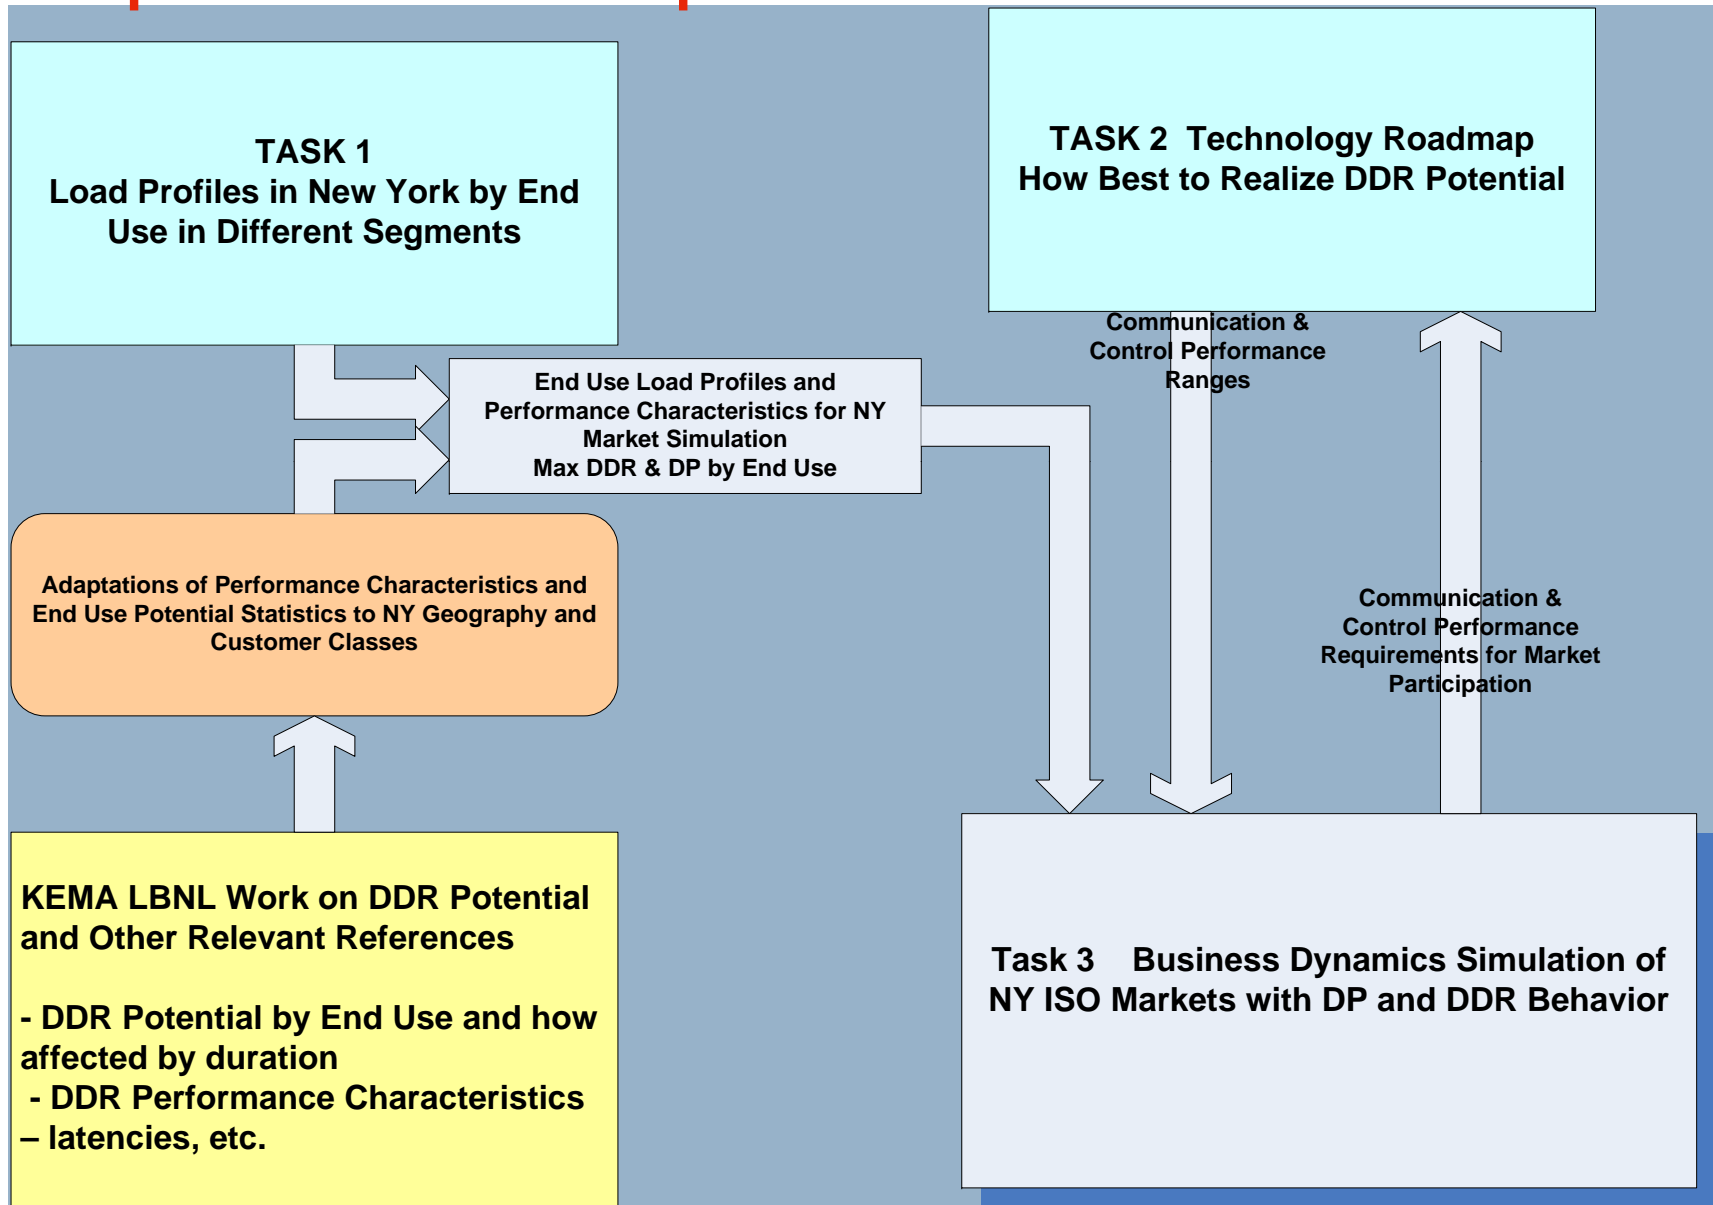 TASK 1
Load Profiles in New York by End
Use in Different Segments
TASK 2  Technology Roadmap
How Best to Realize DDR Potential
Communication &
Control Performance
Ranges
End Use Load Profiles and
Performance Characteristics for NY
Market Simulation
Max DDR & DP by End Use
Adaptations of Performance Characteristics and
End Use Potential Statistics to NY Geography and
Customer Classes
Communication &
Control Performance
Requirements for Market
Participation
KEMA LBNL Work on DDR Potential
and Other Relevant References
- DDR Potential by End Use and how
affected by duration
- DDR Performance Characteristics
– latencies, etc.
Task 3    Business Dynamics Simulation of
NY ISO Markets with DP and DDR Behavior